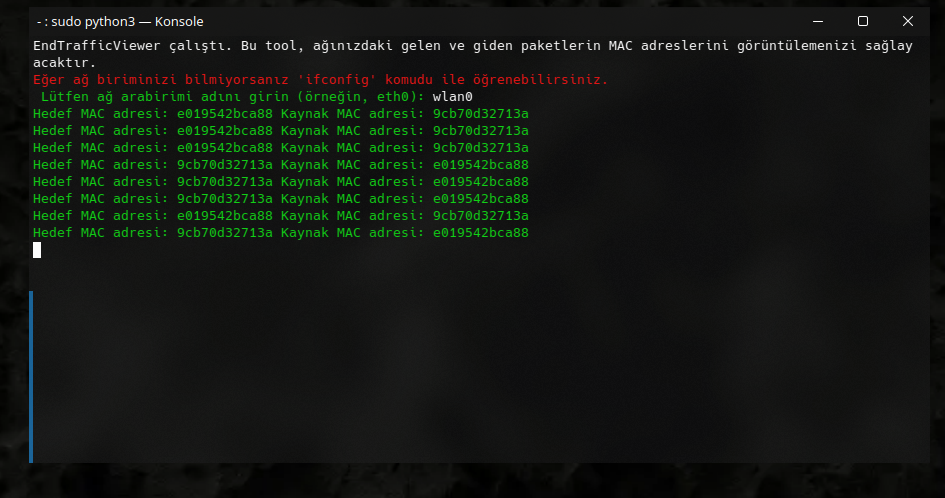 - : sudo python3 — Konsole
EndTrafficViewer çalıştı. Bu tool, ağınızdaki gelen ve giden paketlerin MAC adreslerini görüntülemenizi sağlay
acaktır.
Eğer ağ biriminizi bilmiyorsanız 'ifconfig' komudu ile öğrenebilirsiniz.
Lütfen ağ arabirimi adını girin (örneğin, eth0): wlan0
Hedef MAC adresi: e019542bca88 Kaynak MAC adresi: 9cb70d32713a
Hedef MAC adresi: e019542bca88 Kaynak MAC adresi: 9cb70d32713a
Hedef MAC adresi: e019542bca88 Kaynak MAC adresi: 9cb70d32713a
Hedef MAC adresi: 9cb70d32713a Kaynak MAC adresi: e019542bca88
Hedef MAC adresi: 9cb70d32713a Kaynak MAC adresi: e019542bca88
Hedef MAC adresi: 9cb70d32713a Kaynak MAC adresi: e019542bca88
Hedef MAC adresi: e019542bca88 Kaynak MAC adresi: 9cb70d32713a
Hedef MAC adresi: 9cb70d32713a Kaynak MAC adresi: e019542bca88